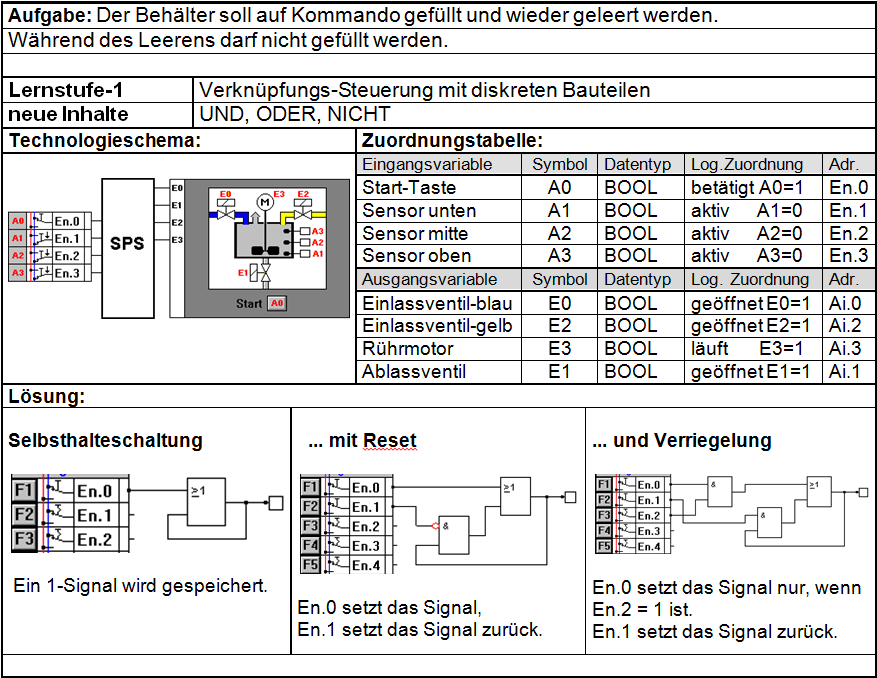 Aufgabe: Der Behälter soll auf Kommando gefüllt und wieder geleert werden.
Während des Leerens darf nicht gefüllt werden.
Lernstufe-1 Verknüpfungs-Steuerung mit diskreten Bauteilen
neue Inhalte UND, ODER, NICHT
Technologieschema:
A0 En.0
A1 En.1
A2 En.2
A3 En.3
SPS
E0
E1
E2
E3
E0 M E3 E2
A3
A2
A1
E1
Start A0
Zuordnungstabelle:
Eingangsvariable Symbol Datentyp Log.Zuordnung Adr.
Start-Taste A0 BOOL betätigt A0=1 En.0
Sensor unten A1 BOOL aktiv A1=0 En.1
Sensor mitte A2 BOOL aktiv A2=0 En.2
Sensor oben A3 BOOL aktiv A3=0 En.3
Ausgangsvariable Symbol Datentyp Log. Zuordnung Adr.
Einlassventil-blau E0 BOOL geöffnet E0=1 Ai.0
Einlassventil-gelb E2 BOOL geöffnet E2=1 Ai.2
Rührmotor E3 BOOL läuft E3=1 Ai.3
Ablassventil E1 BOOL geöffnet E1=1 Ai.1
Lösung:
Selbsthalteschaltung
F1 En.0 ≥1
F2 En.1
F3 En.2
Ein 1-Signal wird gespeichert.
... mit Reset
F1 En.0 ≥1
F2 En.1
F3 En.2 &
F4 En.3
F5 En.4
En.0 setzt das Signal,
En.1 setzt das Signal zurück.
... und Verriegelung
F1 En.0 & ≥1
F2 En.1
F3 En.2 &
F4 En.3
F5 En.4
En.0 setzt das Signal nur, wenn
En.2 = 1 ist.
En.1 setzt das Signal zurück.